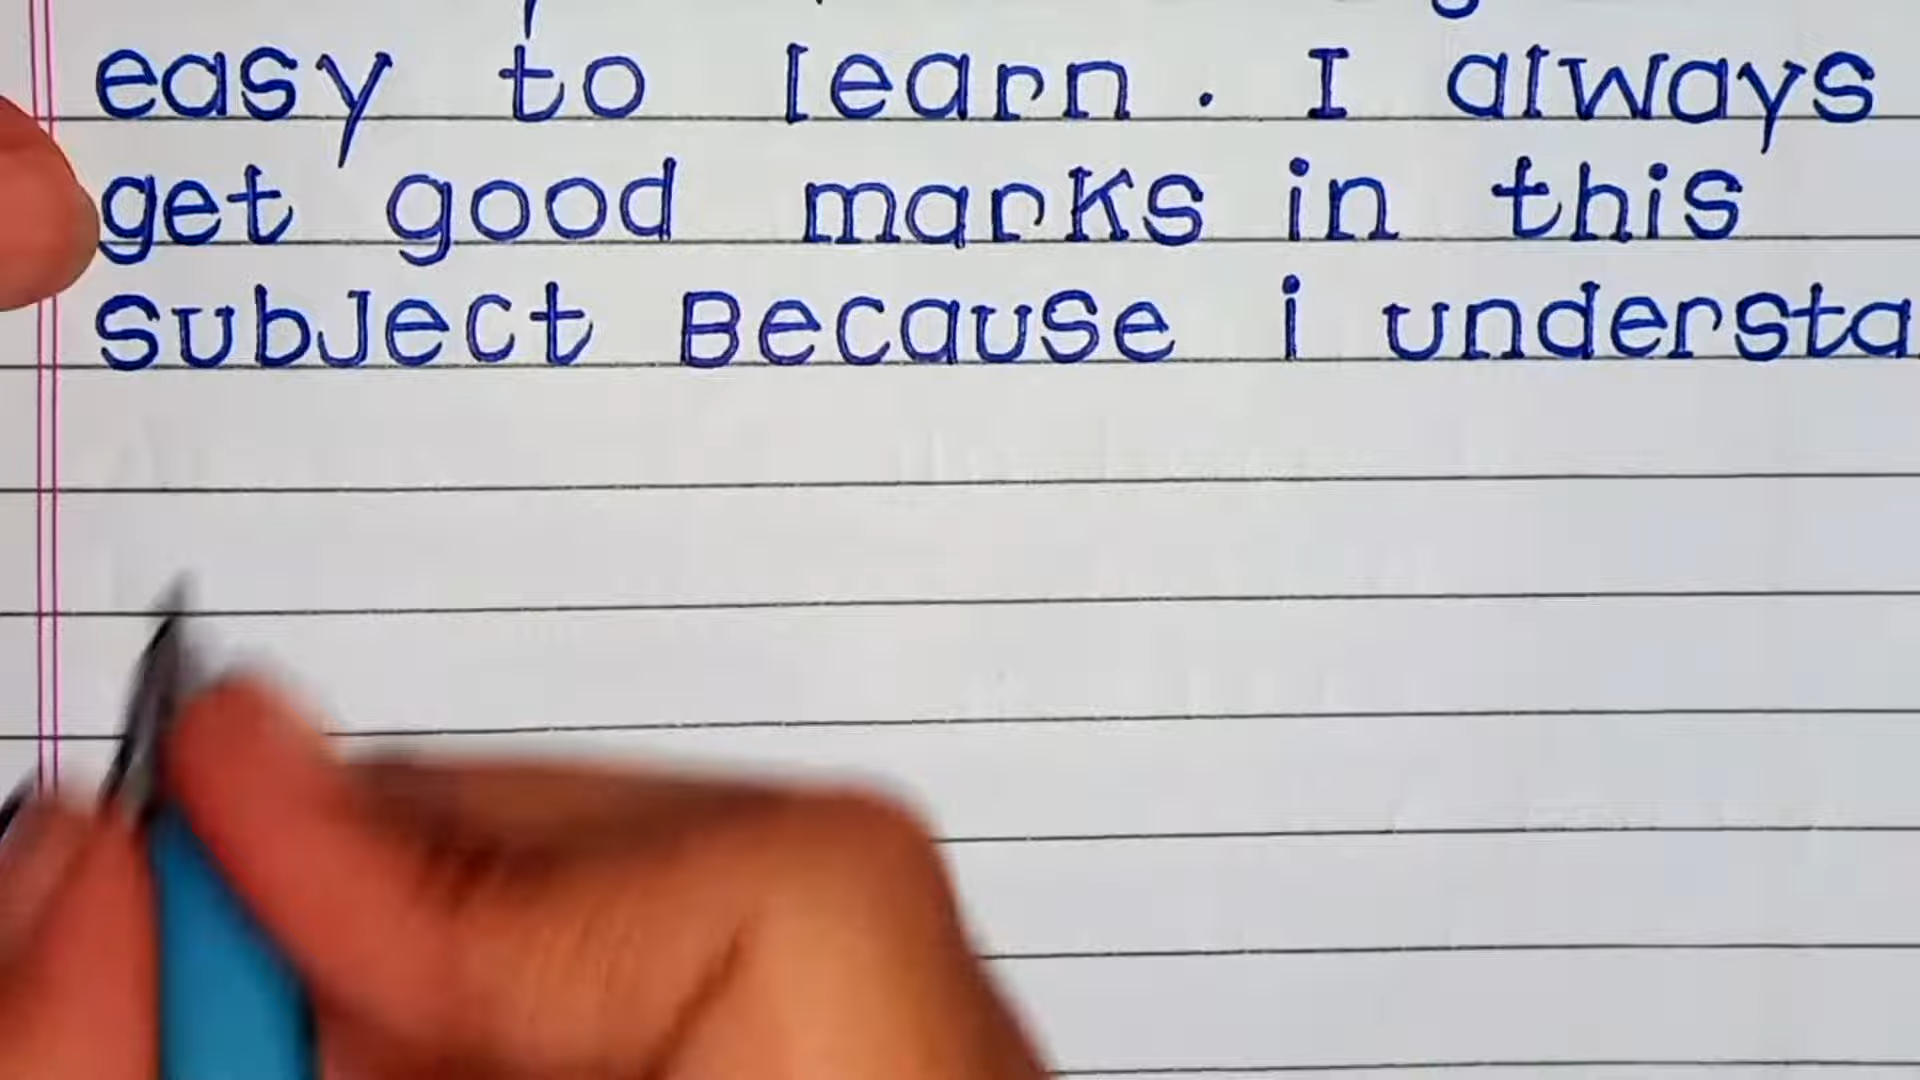 easy to learn. I always
get good marks in this
subJect Because i understa